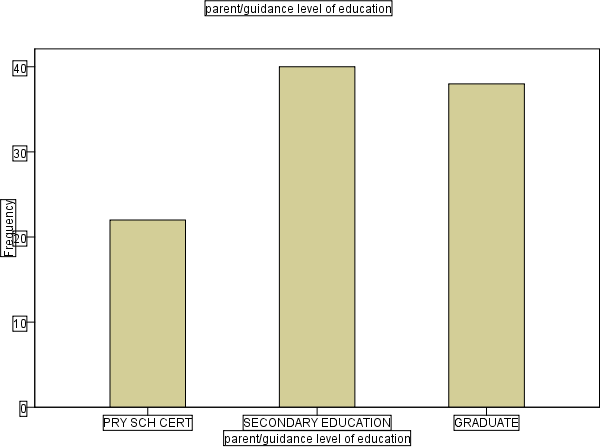 parent/guidance level of education
40
30
20
10
0
Frequency
PRY SCH CERT
SECONDARY EDUCATION
GRADUATE
parent/guidance level of education